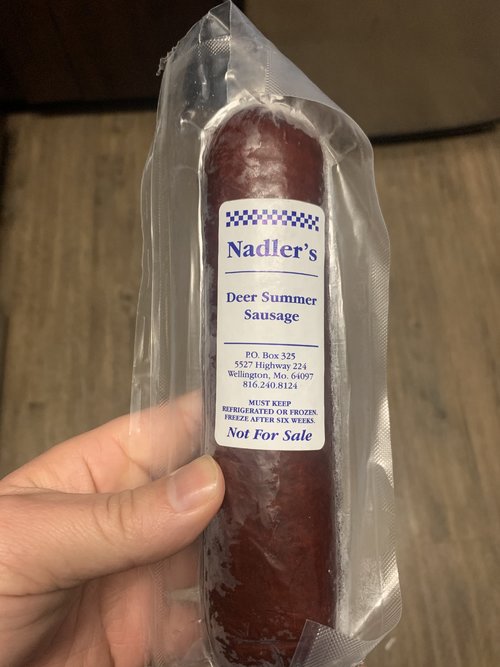 Nadler's
Deer Summer
Sausage
P.O. Box 325
5527 Highway 224
Wellington, Mo. 64097
816.240.8124
MUST KEEP
REFRIGERATED OR FROZEN.
FREEZE AFTER SIX WEEKS.
Not For Sale